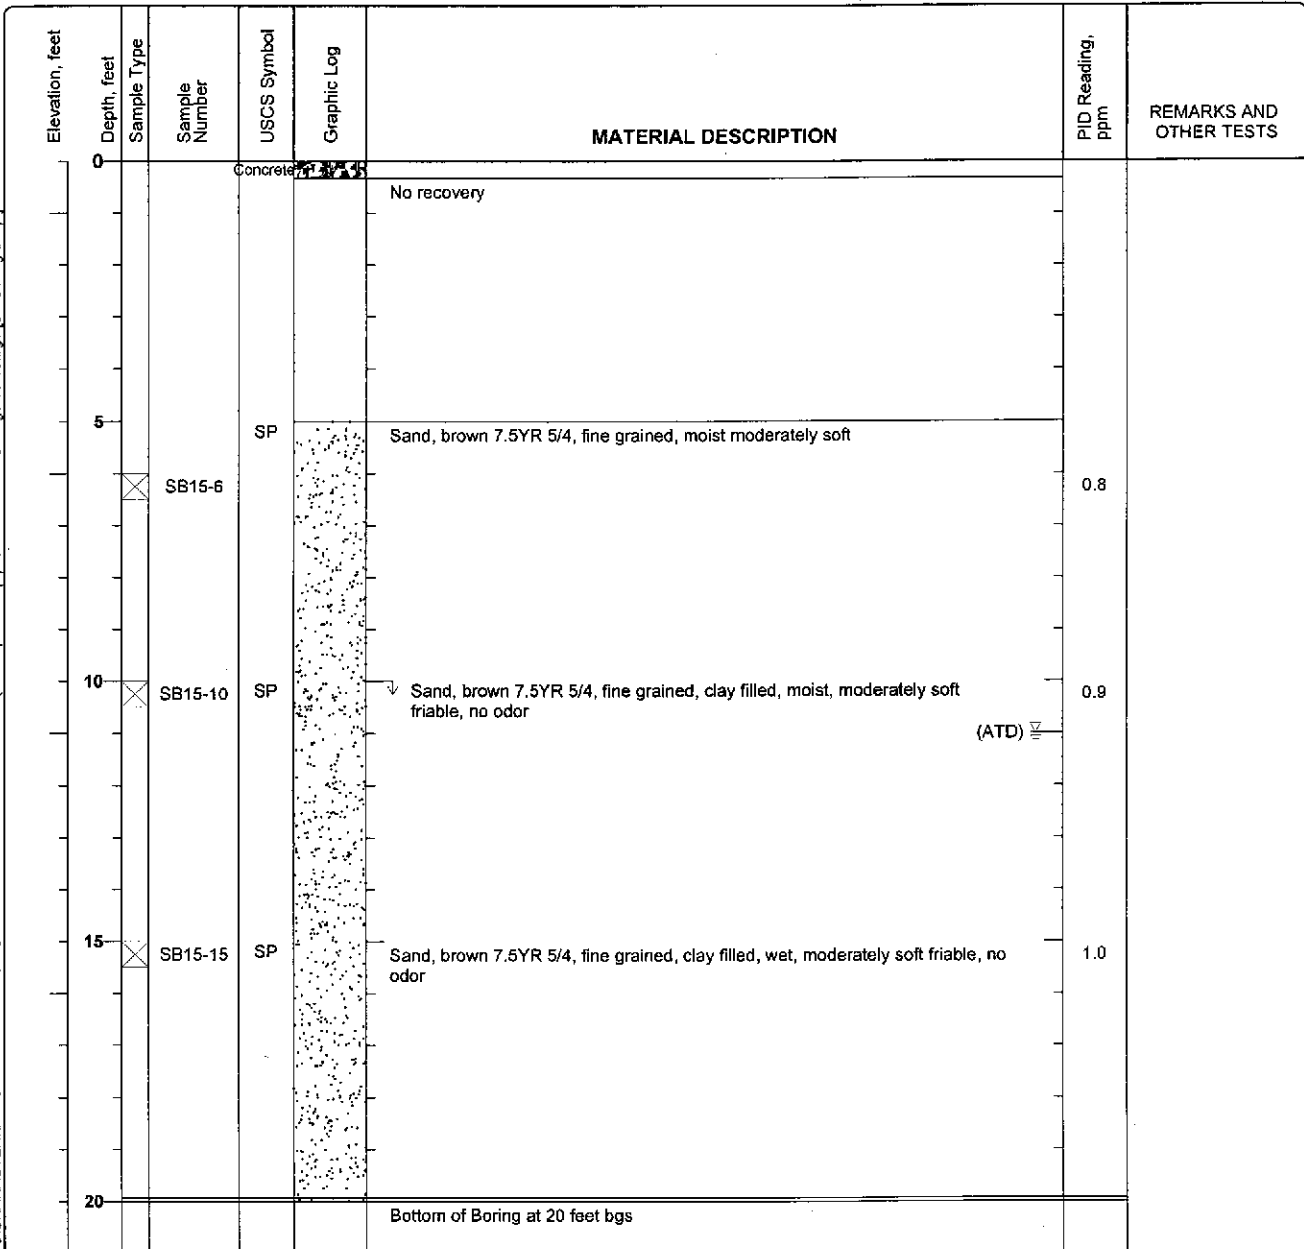 Elevation, feet
Depth, feet
Sample Type
Sample
Number
USCS Symbol
Graphic Log
MATERIAL DESCRIPTION
PID Reading,
ppm
REMARKS AND
OTHER TESTS
0
Concrete
No recovery
5
SP
Sand, brown 7.5YR 5/4, fine grained, moist moderately soft
SB15-6
0.8
10
SB15-10
SP
Sand, brown 7.5YR 5/4, fine grained, clay filled, moist, moderately soft
friable, no odor
0.9
(ATD)
15
SB15-15
SP
Sand, brown 7.5YR 5/4, fine grained, clay filled, wet, moderately soft friable, no
odor
1.0
20
Bottom of Boring at 20 feet bgs